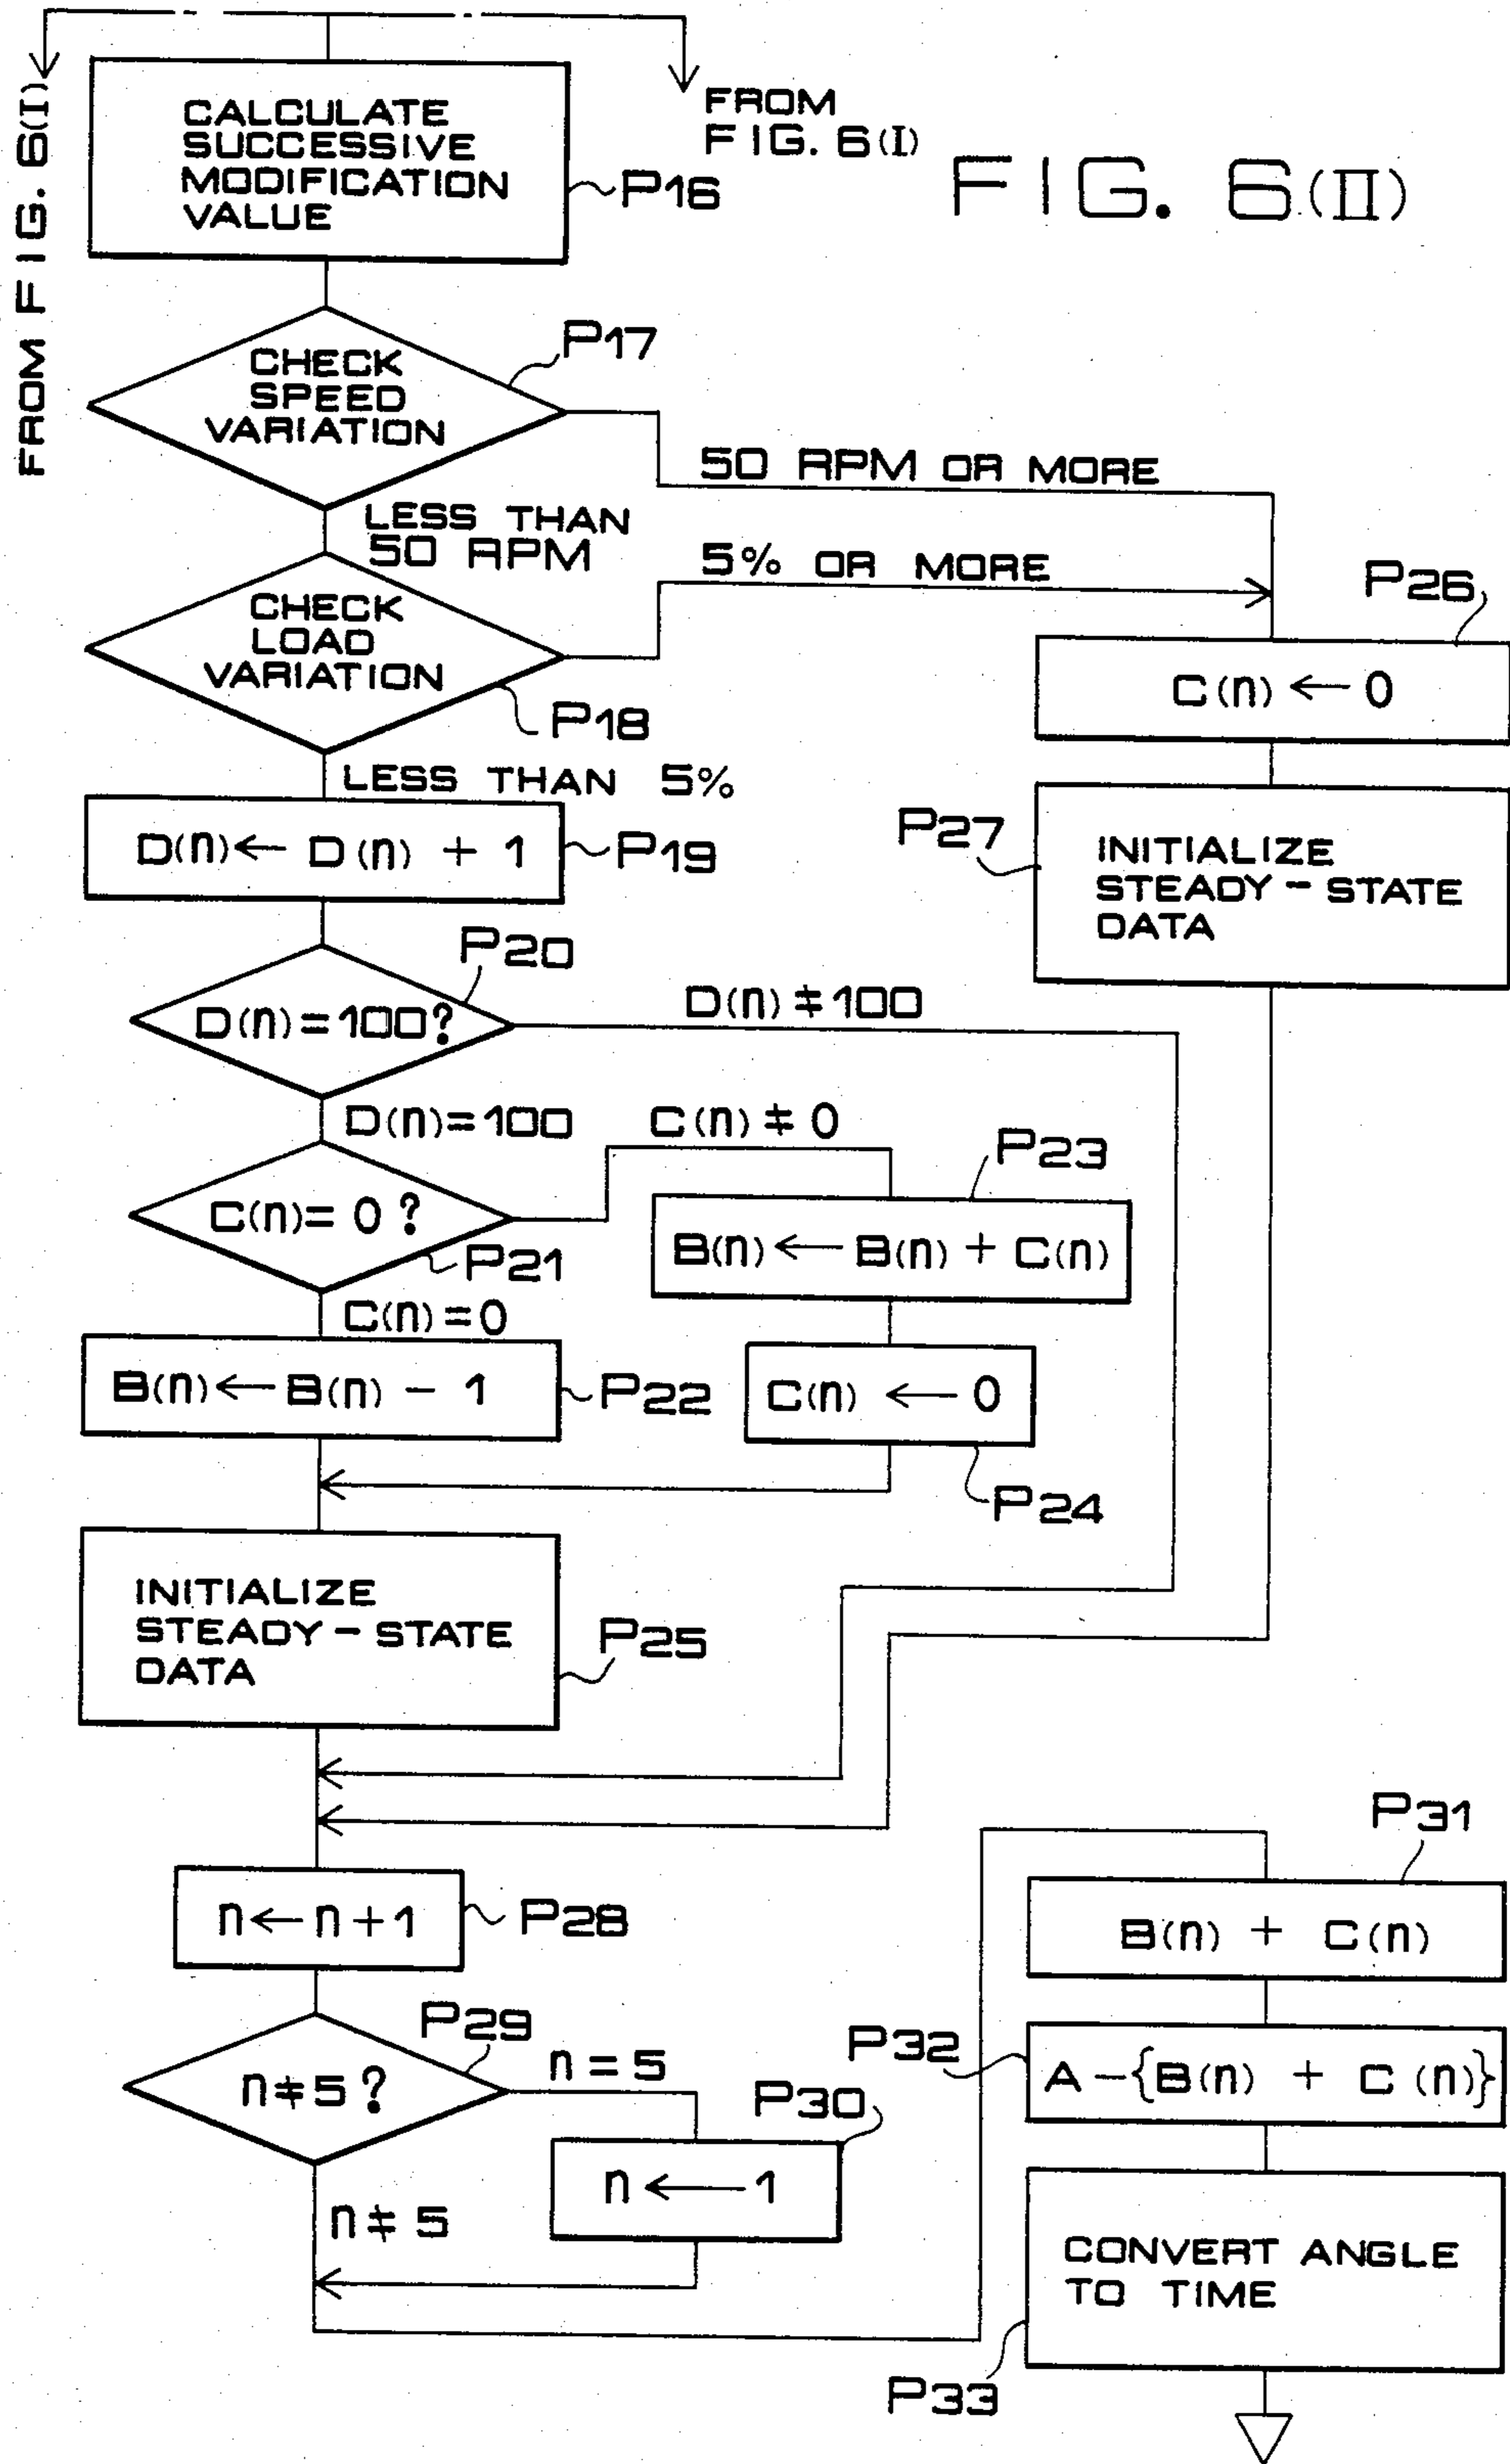 FROM FIG. 6(I)
FROM
FIG. 6(I)
FIG. 6(II)
CALCULATE
SUCCESSIVE
MODIFICATION
VALUE
P16
CHECK
SPEED
VARIATION
P17
50 RPM OR MORE
LESS THAN
50 RPM
5% OR MORE
CHECK
LOAD
VARIATION
P18
P26
C(n) ← 0
LESS THAN 5%
D(n) ← D(n) + 1
P19
P27
INITIALIZE
STEADY-STATE
DATA
P20
D(n) = 100?
D(n) ≠ 100
D(n) = 100
C(n) ≠ 0
P23
C(n) = 0 ?
P21
B(n) ← B(n) + C(n)
C(n) = 0
B(n) ← B(n) - 1
P22
C(n) ← 0
P24
INITIALIZE
STEADY-STATE
DATA
P25
n ← n + 1
P28
P29
n ≠ 5 ?
n = 5
P30
n ← 1
n ≠ 5
P31
B(n) + C(n)
P32
A - {B(n) + C(n)}
CONVERT ANGLE
TO TIME
P33